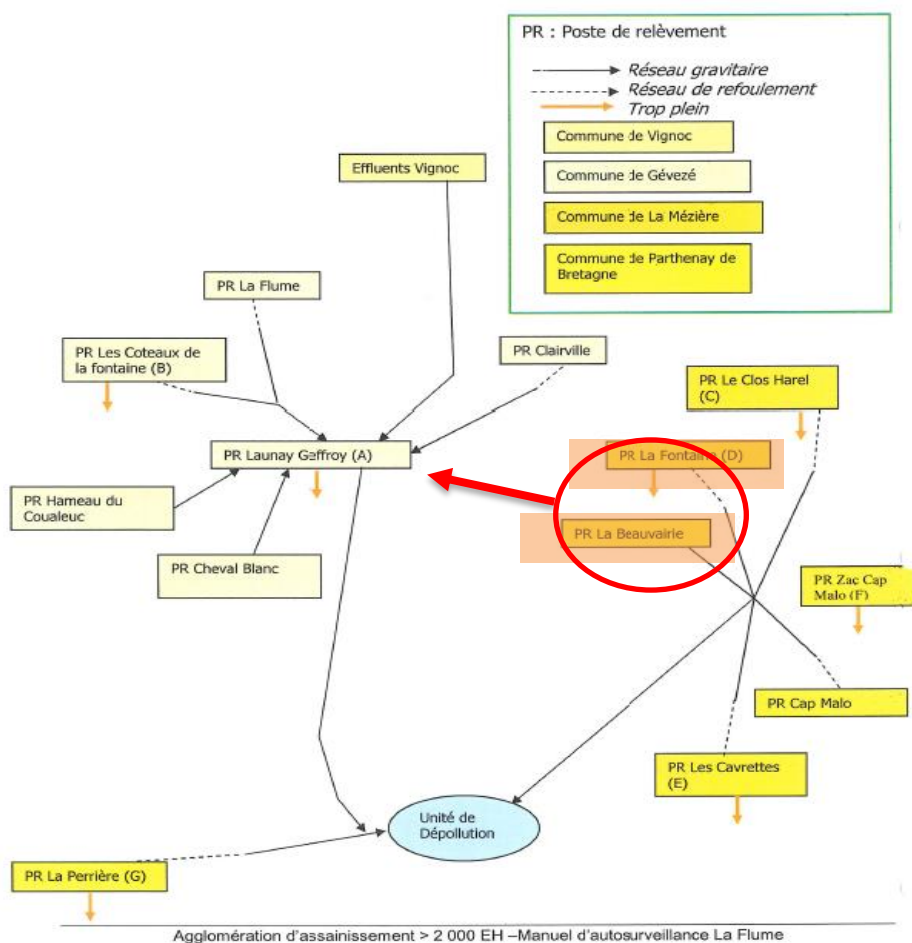 PR : Poste de relèvement
Réseau gravitaire
Réseau de refoulement
Trop plein
Commune de Vignoc
Commune de Gévezé
Commune de La Mézière
Commune de Parthenay de
Bretagne
Effluents Vignoc
PR La Flume
PR Les Coteaux de
la fontaine (B)
PR Clairville
PR Le Clos Harel
(C)
PR Launay Geffroy (A)
PR La Fontaine (D)
PR Hameau du
Coualeuc
PR La Beauvairie
PR Cheval Blanc
PR Zac Cap
Malo (F)
PR Cap Malo
PR Les Cavrettes
(E)
Unité de
Dépollution
PR La Perrière (G)
Agglomération d'assainissement > 2 000 EH –Manuel d'autosurveillance La Flume